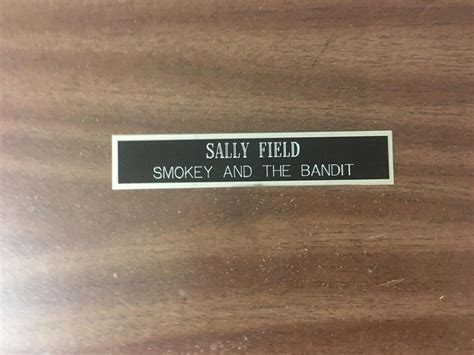 SALLY FIELD
SMOKEY AND THE BANDIT